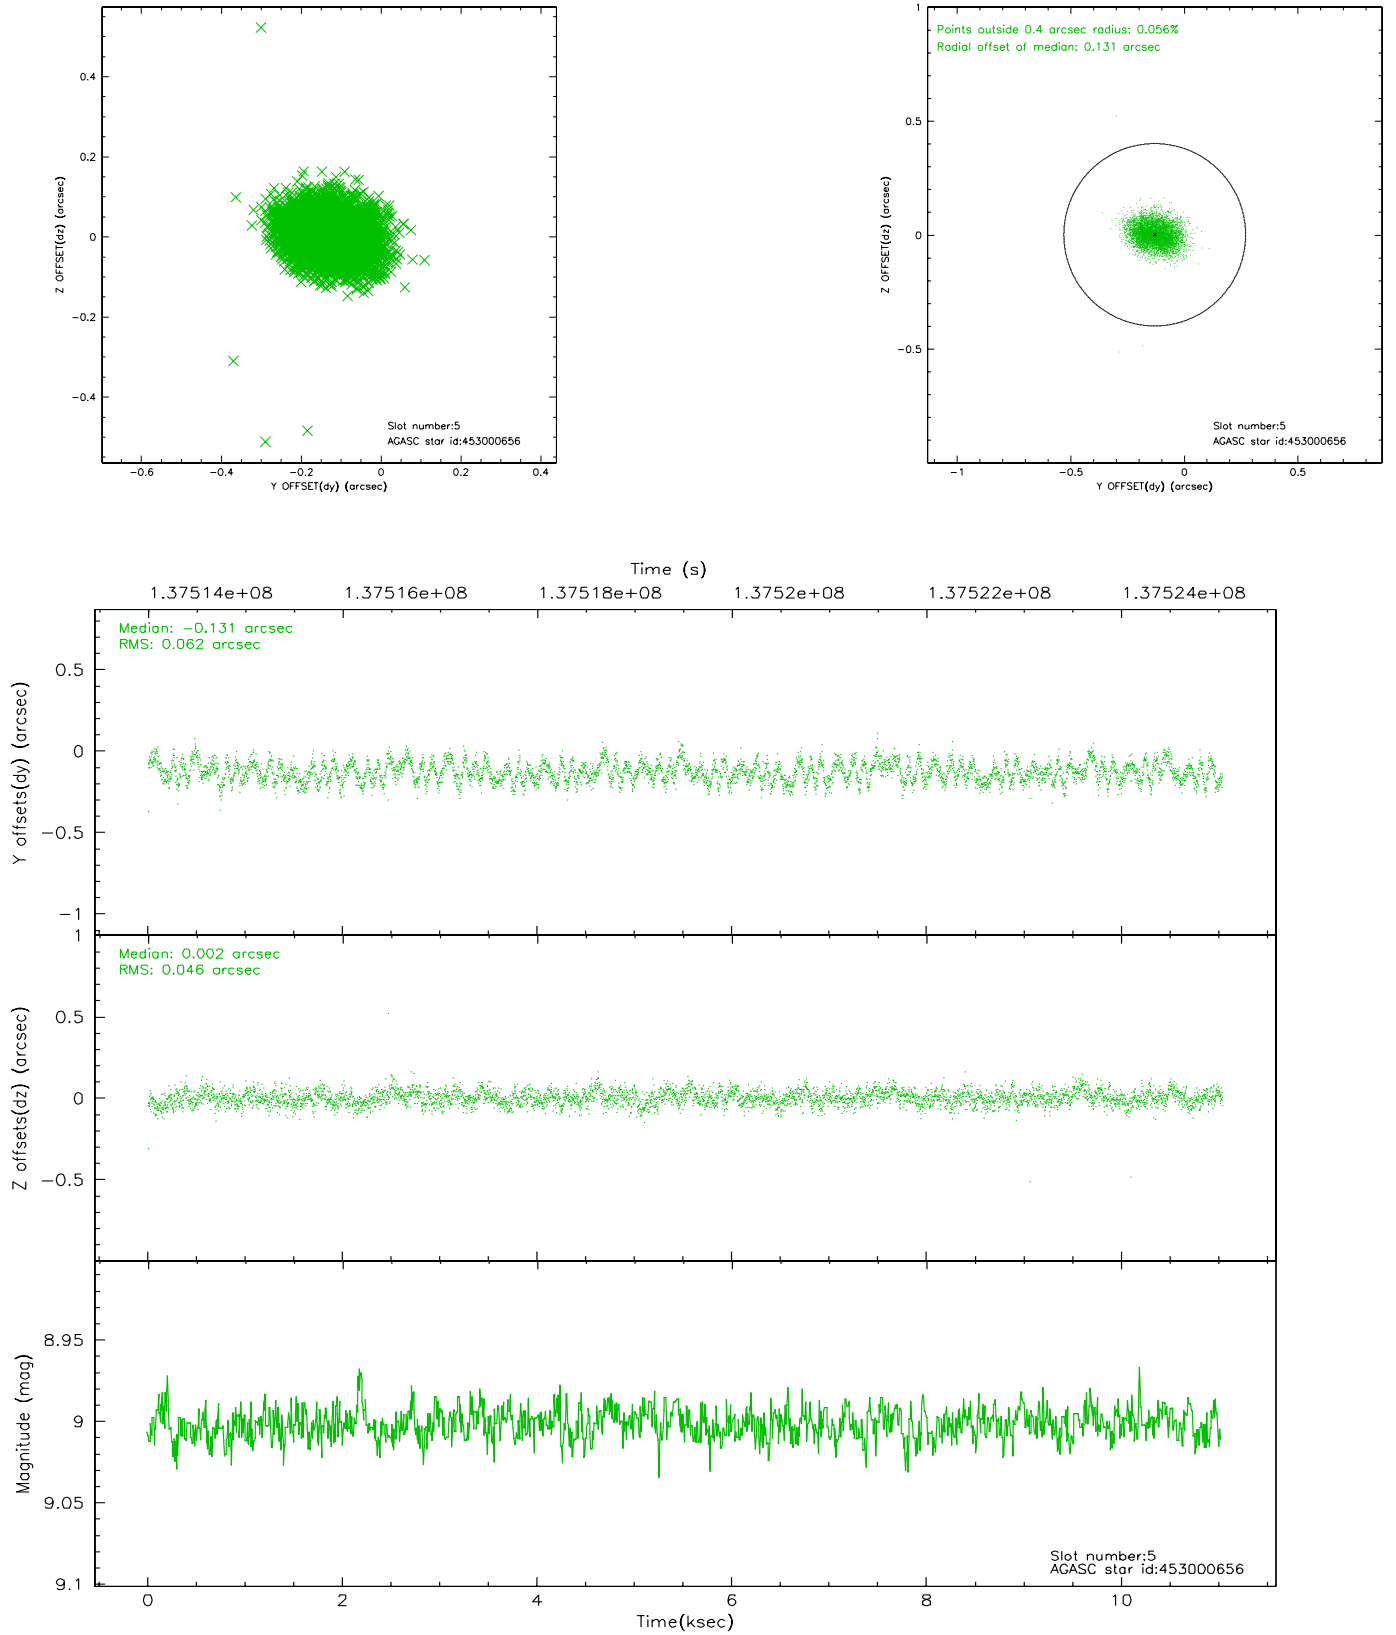 0.4
0.2
0
−0.2
−0.4
Z OFFSET(dz) (arcsec)
−0.6
−0.4
−0.2
0
0.2
0.4
Y OFFSET(dy) (arcsec)
Slot number:5
AGASC star id:453000656
Points outside 0.4 arcsec radius: 0.056%
Radial offset of median: 0.131 arcsec
1
0.5
0
−0.5
Z OFFSET(dz) (arcsec)
−1
−0.5
0
0.5
Y OFFSET(dy) (arcsec)
Slot number:5
AGASC star id:453000656
Time (s)
1.37514e+08
1.37516e+08
1.37518e+08
1.3752e+08
1.37522e+08
1.37524e+08
Median: −0.131 arcsec
RMS: 0.062 arcsec
0.5
0
−0.5
−1
Y offsets(dy) (arcsec)
Median: 0.002 arcsec
RMS: 0.046 arcsec
1
0.5
0
−0.5
Z offsets(dz) (arcsec)
8.95
9
9.05
9.1
Magnitude (mag)
Slot number:5
AGASC star id:453000656
0
2
4
6
8
10
Time(ksec)